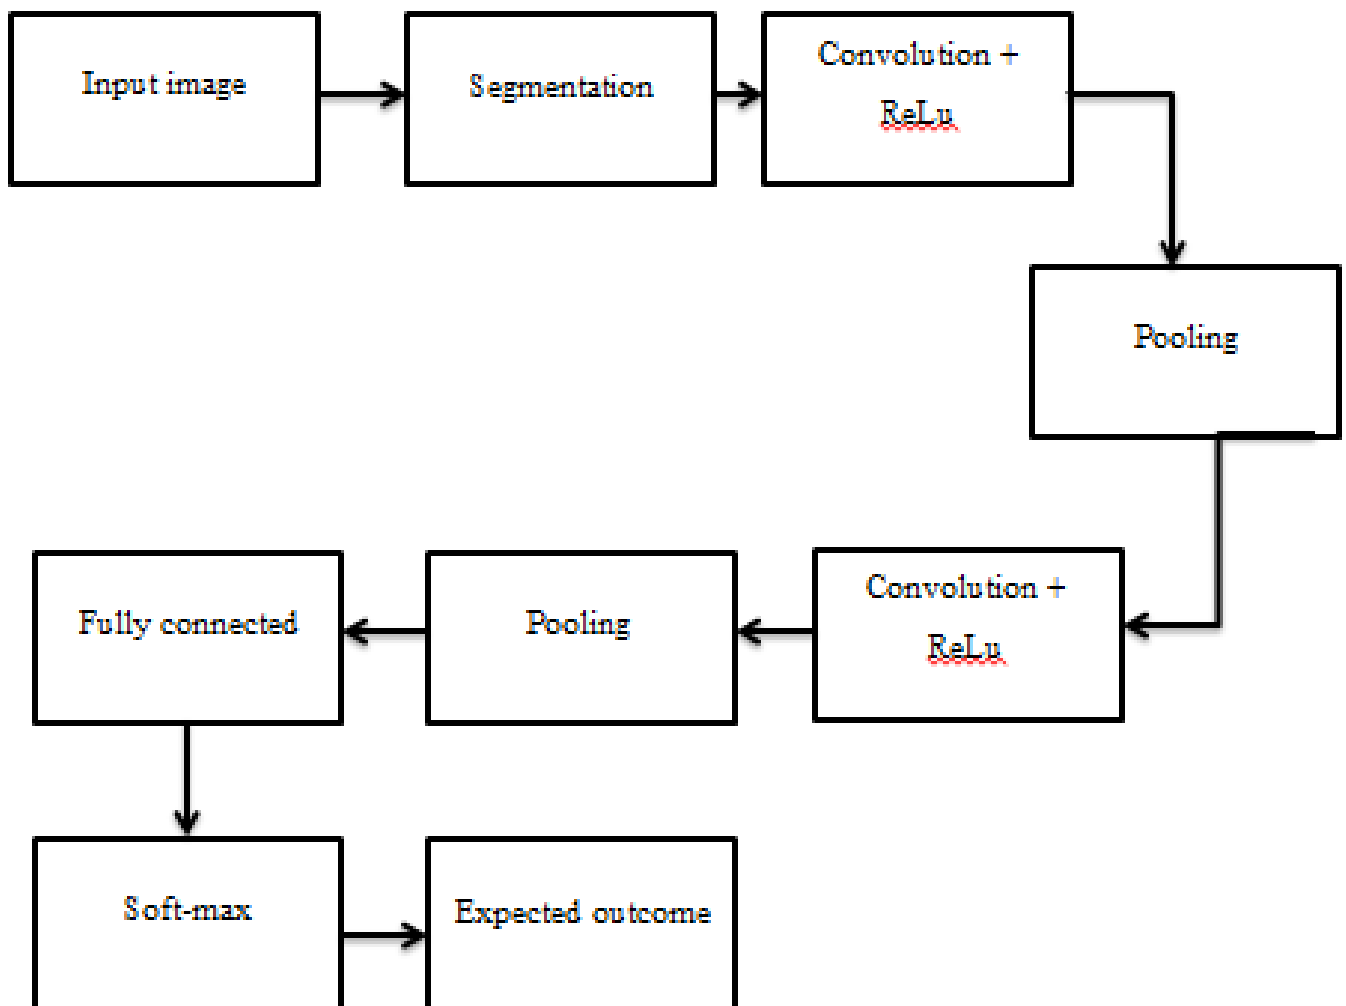 Input image
Segmentation
Convolution +
ReLu
Pooling
Convolution +
ReLu
Pooling
Fully connected
Soft-max
Expected outcome